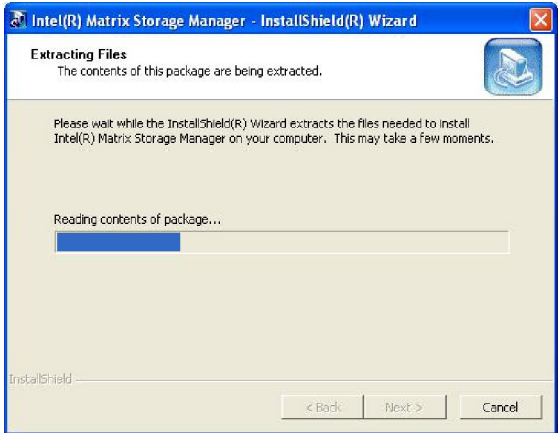 Intel(R) Matrix Storage Manager - InstallShield(R) Wizard
Extracting Files
The contents of this package are being extracted.
Please wait while the InstallShield(R) Wizard extracts the files needed to install
Intel(R) Matrix Storage Manager on your computer.  This may take a few moments.
Reading contents of package...
InstallShield
< Back
Next >
Cancel